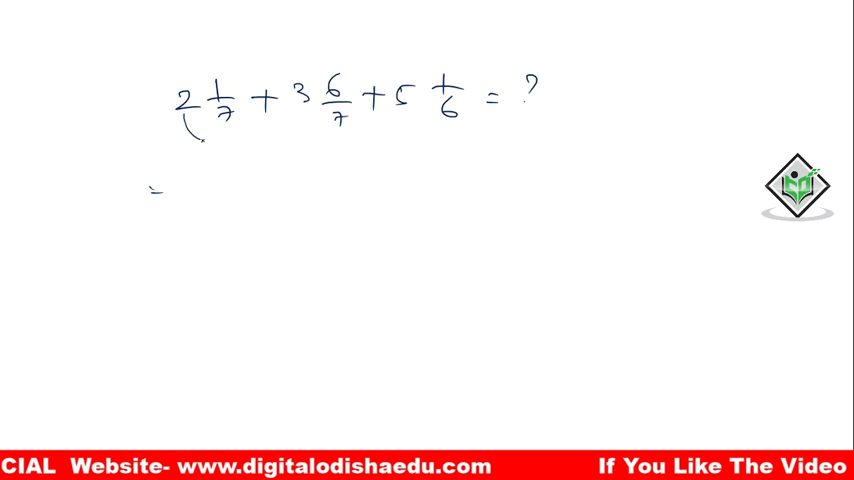 2 1/7 + 3 6/7 + 5 1/6 = ?
=
CIAL Website- www.digitalodishaedu.com If You Like The Video